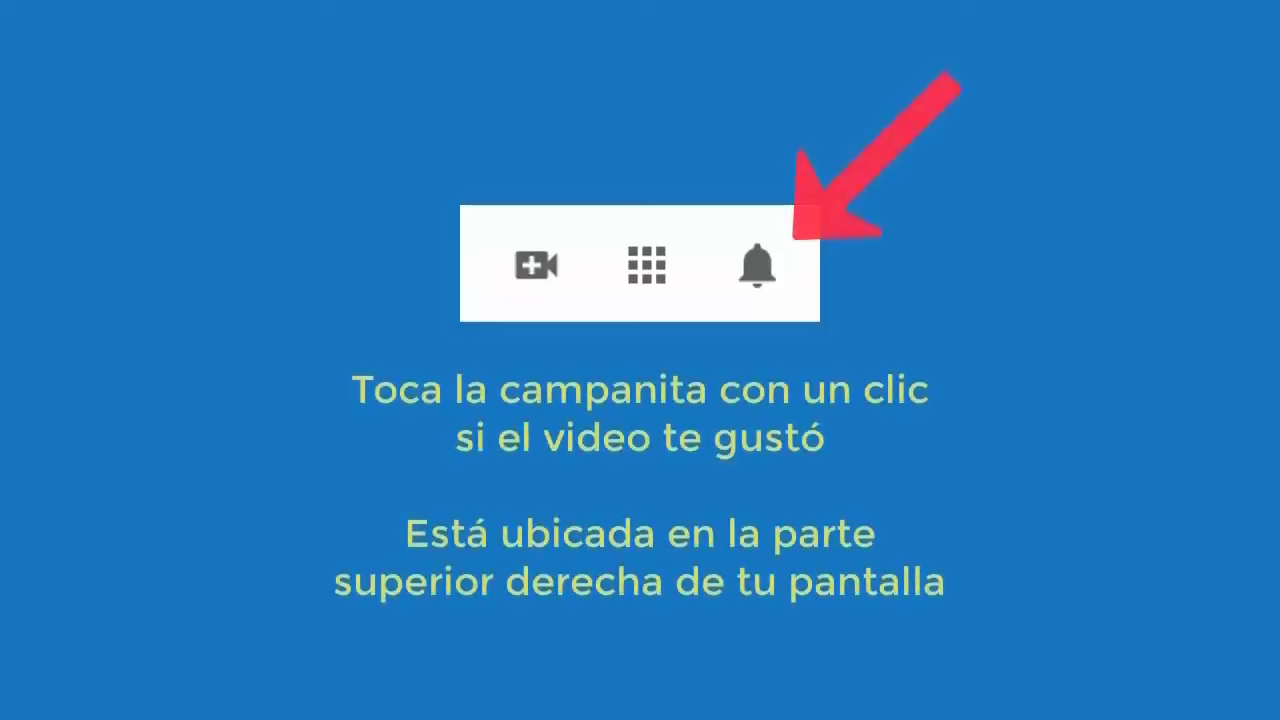 Toca la campanita con un clic
si el video te gustó
Está ubicada en la parte
superior derecha de tu pantalla